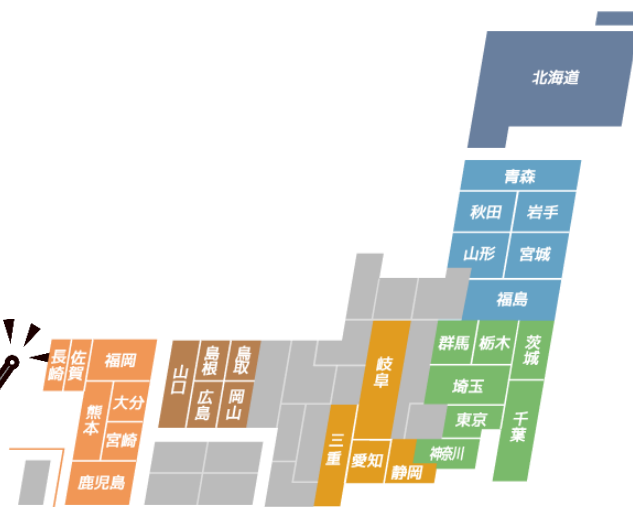 北海道
青森
秋田
岩手
山形
宮城
福島
群馬
栃木
茨城
埼玉
東京
千葉
神奈川
岐阜
三重
愛知
静岡
鳥取
島根
岡山
広島
山口
福岡
佐賀
長崎
大分
熊本
宮崎
鹿児島